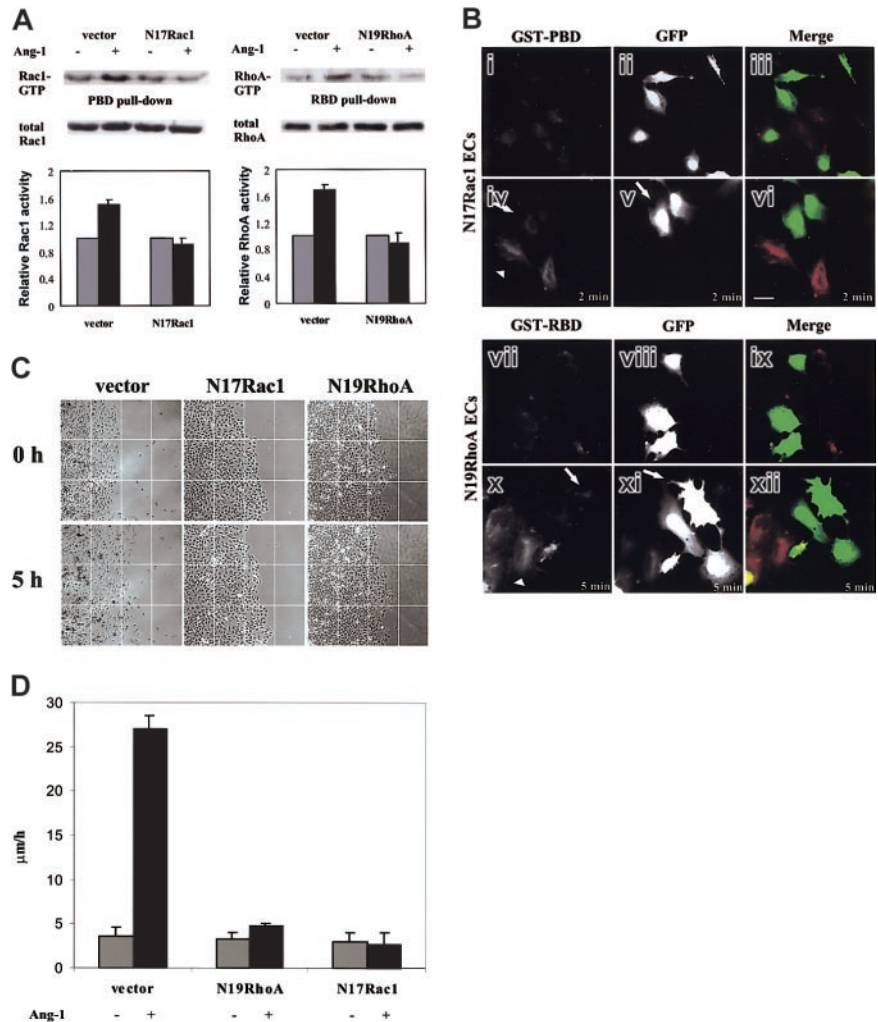 A
vector N17Rac1
Ang-1 - + - +
Rac1-GTP
PBD pull-down
total Rac1
Relative Rac1 activity
2
1.6
1.2
0.8
0.4
0
vector N17Rac1
vector N19RhoA
Ang-1 - + - +
RhoA-GTP
RBD pull-down
total RhoA
Relative RhoA activity
2
1.6
1.2
0.8
0.4
0
vector N19RhoA
B
GST-PBD GFP Merge
N17Rac1 ECs
i ii iii
iv v vi
2 min 2 min 2 min
GST-RBD GFP Merge
N19RhoA ECs
vii viii ix
x xi xii
5 min 5 min 5 min
C
vector N17Rac1 N19RhoA
0 h
5 h
D
µm/h
30
25
20
15
10
5
0
vector N19RhoA N17Rac1
Ang-1 - + - + - +